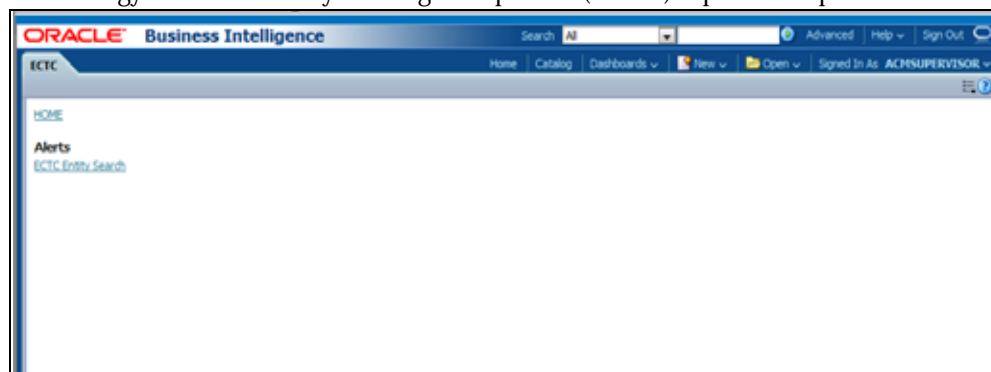 ORACLE Business Intelligence Search All Advanced Help Sign Out
ECTC Home Catalog Dashboards New Open Signed In As ACMSUPERVISOR
HOME
Alerts
ECTC Entity Search